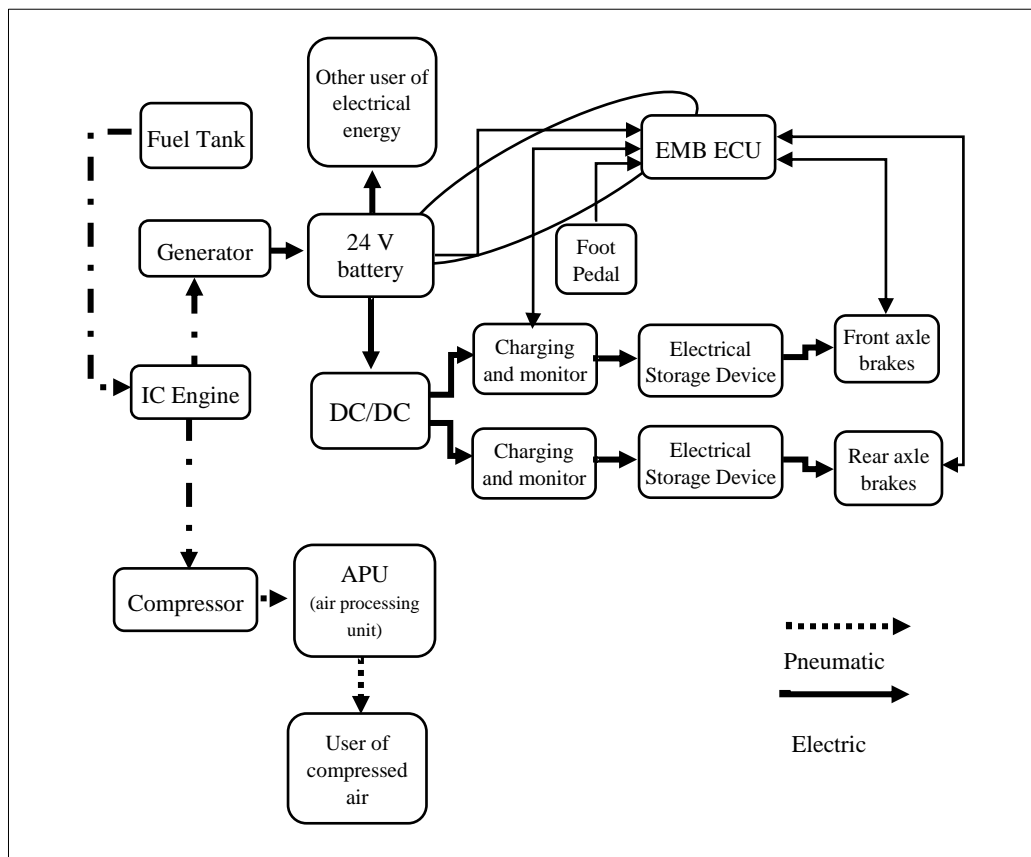 Other user of
electrical
energy
Fuel Tank
EMB ECU
Generator
24 V
battery
Foot
Pedal
Charging
and monitor
Electrical
Storage Device
Front axle
brakes
IC Engine
DC/DC
Charging
and monitor
Electrical
Storage Device
Rear axle
brakes
Compressor
APU
(air processing
unit)
User of
compressed
air
Pneumatic
Electric